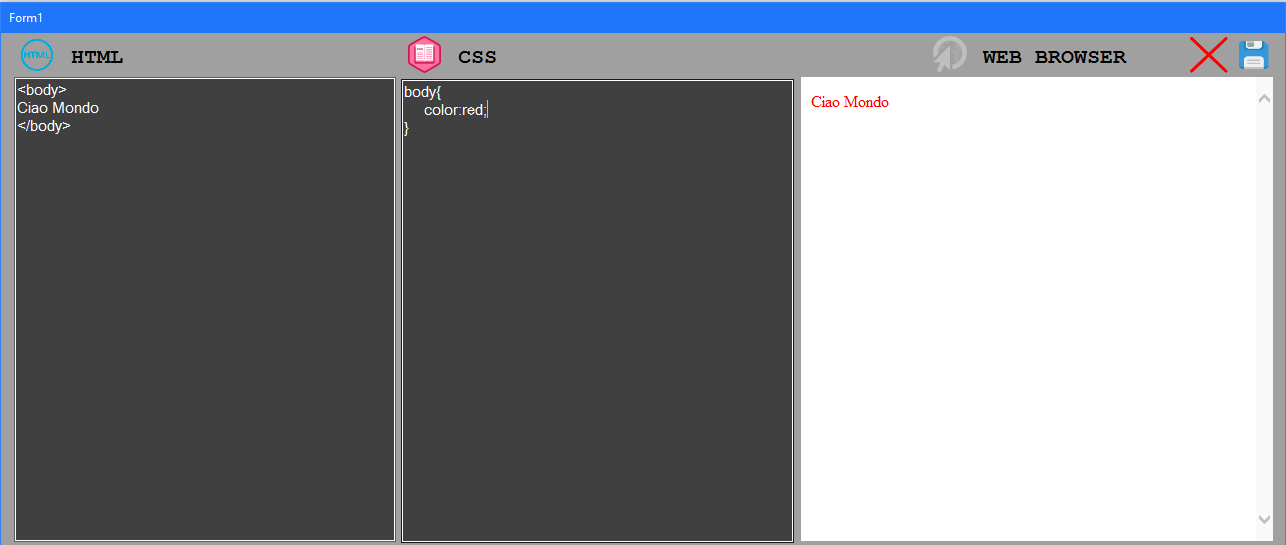 Form1
HTML HTML
CSS
WEB BROWSER
<body>
Ciao Mondo
</body>
body{
color:red;
}
Ciao Mondo